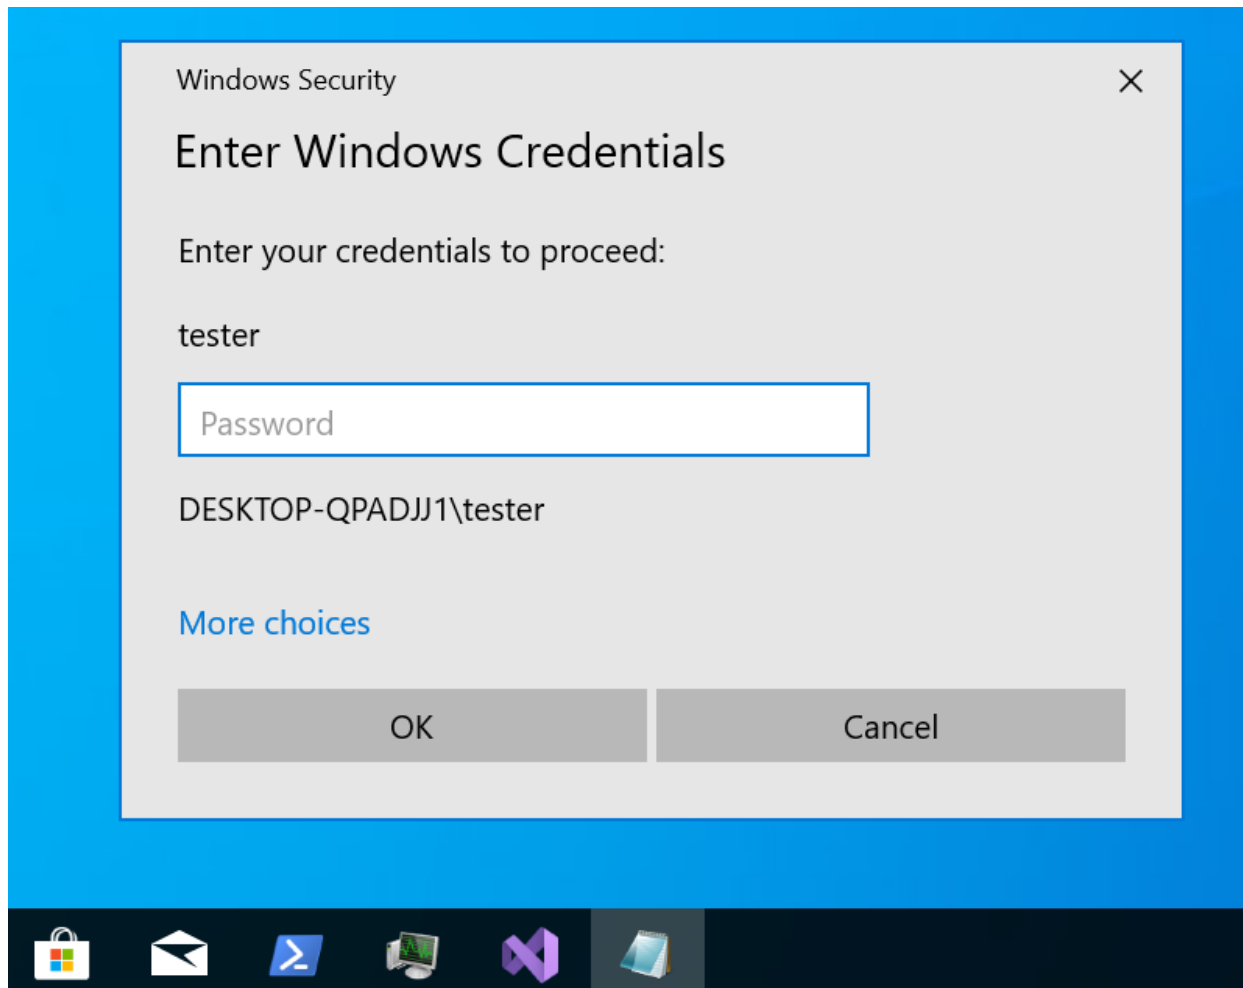 Windows Security
Enter Windows Credentials
Enter your credentials to proceed:
tester
Password
DESKTOP-QPADJJ1\tester
More choices
OK
Cancel